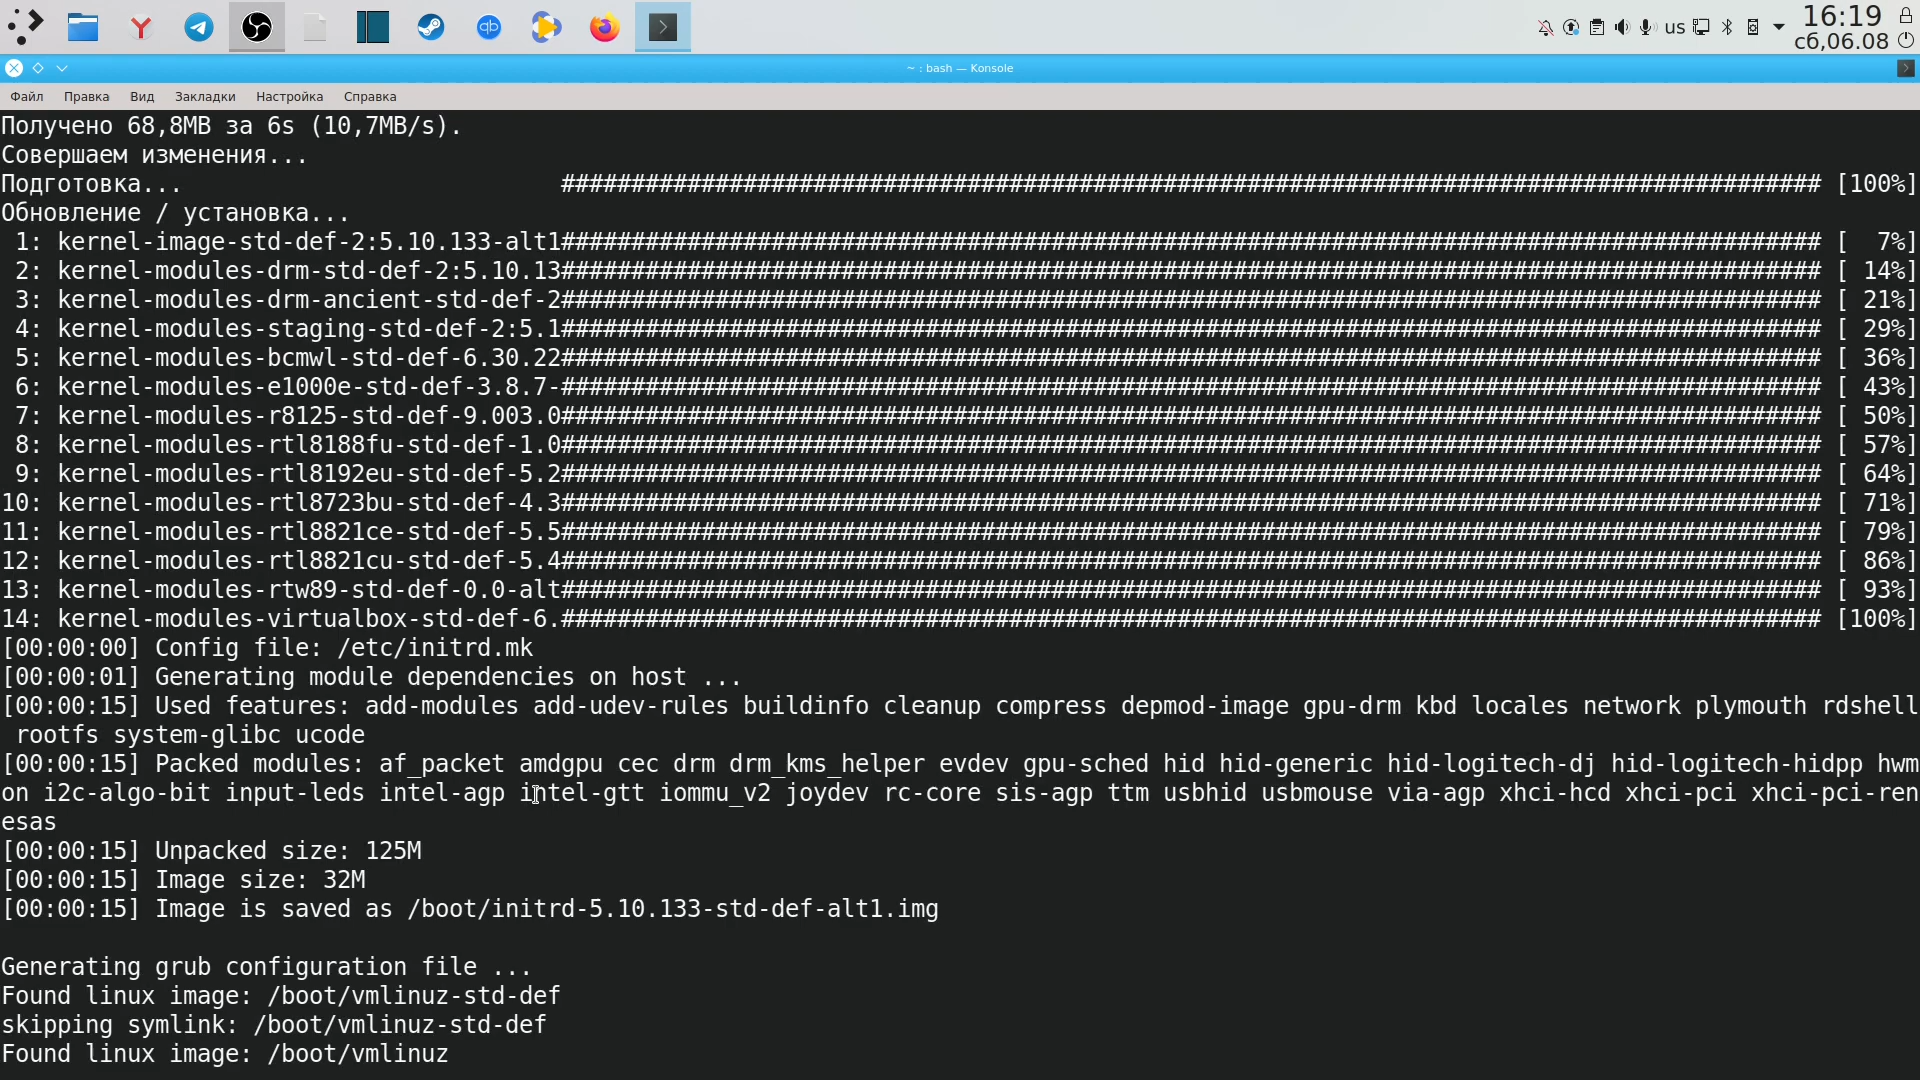 us
16:19
сб,06.08
~ : bash — Konsole
Файл Правка Вид Закладки Настройка Справка
Получено 68,8MB за 6s (10,7MB/s).
Совершаем изменения...
Подготовка... ########################################################################################## [100%]
Обновление / установка...
1: kernel-image-std-def-2:5.10.133-alt1########################################################################################## [  7%]
2: kernel-modules-drm-std-def-2:5.10.13########################################################################################## [ 14%]
3: kernel-modules-drm-ancient-std-def-2########################################################################################## [ 21%]
4: kernel-modules-staging-std-def-2:5.1########################################################################################## [ 29%]
5: kernel-modules-bcmwl-std-def-6.30.22########################################################################################## [ 36%]
6: kernel-modules-e1000e-std-def-3.8.7-########################################################################################## [ 43%]
7: kernel-modules-r8125-std-def-9.003.0########################################################################################## [ 50%]
8: kernel-modules-rtl8188fu-std-def-1.0########################################################################################## [ 57%]
9: kernel-modules-rtl8192eu-std-def-5.2########################################################################################## [ 64%]
10: kernel-modules-rtl8723bu-std-def-4.3########################################################################################## [ 71%]
11: kernel-modules-rtl8821ce-std-def-5.5########################################################################################## [ 79%]
12: kernel-modules-rtl8821cu-std-def-5.4########################################################################################## [ 86%]
13: kernel-modules-rtw89-std-def-0.0-alt########################################################################################## [ 93%]
14: kernel-modules-virtualbox-std-def-6.########################################################################################## [100%]
[00:00:00] Config file: /etc/initrd.mk
[00:00:01] Generating module dependencies on host ...
[00:00:15] Used features: add-modules add-udev-rules buildinfo cleanup compress depmod-image gpu-drm kbd locales network plymouth rdshell
rootfs system-glibc ucode
[00:00:15] Packed modules: af_packet amdgpu cec drm drm_kms_helper evdev gpu-sched hid hid-generic hid-logitech-dj hid-logitech-hidpp hwm
on i2c-algo-bit input-leds intel-agp intel-gtt iommu_v2 joydev rc-core sis-agp ttm usbhid usbmouse via-agp xhci-hcd xhci-pci xhci-pci-ren
esas
[00:00:15] Unpacked size: 125M
[00:00:15] Image size: 32M
[00:00:15] Image is saved as /boot/initrd-5.10.133-std-def-alt1.img
Generating grub configuration file ...
Found linux image: /boot/vmlinuz-std-def
skipping symlink: /boot/vmlinuz-std-def
Found linux image: /boot/vmlinuz